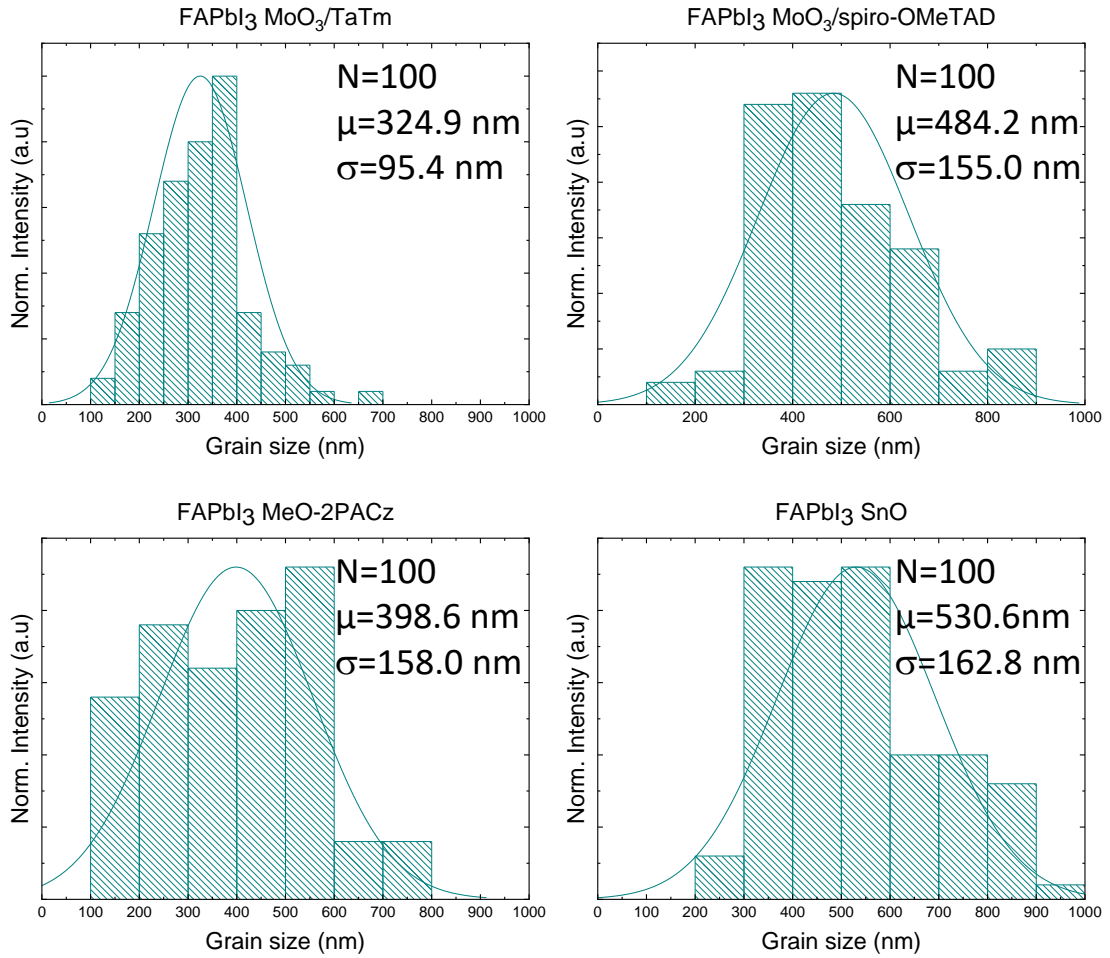 FAPbI3 MoO3/TaTm
N=100
μ=324.9 nm
σ=95.4 nm
Norm. Intensity (a.u)
0 100 200 300 400 500 600 700 800 900 1000
Grain size (nm)
FAPbI3 MoO3/spiro-OMeTAD
N=100
μ=484.2 nm
σ=155.0 nm
Norm. Intensity (a.u)
0 200 400 600 800 1000
Grain size (nm)
FAPbI3 MeO-2PACz
N=100
μ=398.6 nm
σ=158.0 nm
Norm. Intensity (a.u)
0 100 200 300 400 500 600 700 800 900 1000
Grain size (nm)
FAPbI3 SnO
N=100
μ=530.6nm
σ=162.8 nm
Norm. Intensity (a.u)
0 100 200 300 400 500 600 700 800 900 1000
Grain size (nm)